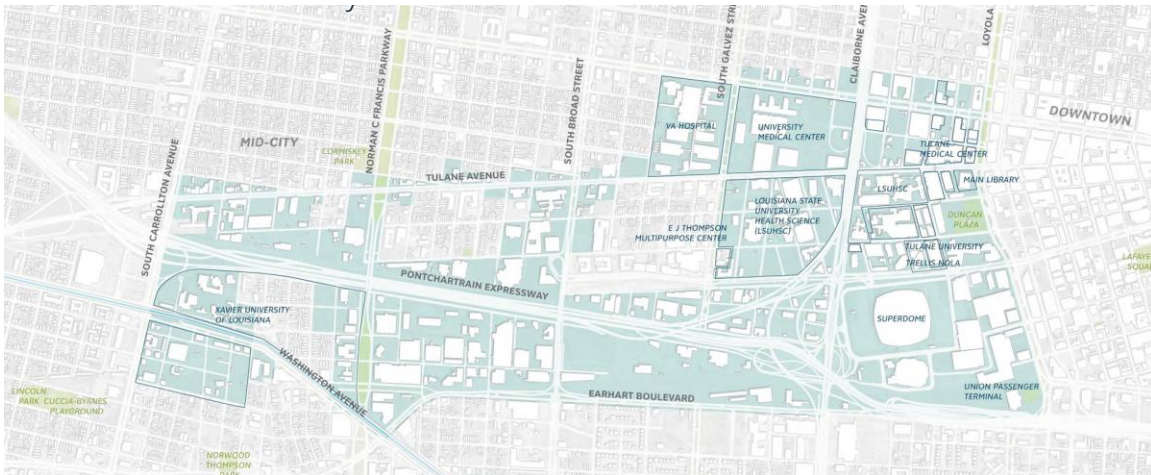 y
SOUTH CARROLLTON AVENUE
MID-CITY
CORMISKEY
PARK
NORMAN C FRANCIS PARKWAY
TULANE AVENUE
SOUTH BROAD STREET
SOUTH GALVEZ STRE
VA HOSPITAL
UNIVERSITY
MEDICAL CENTER
CLAIBORNE AVE
LOYOLA
DOWNTOWN
TULANE
MEDICAL CENTER
MAIN LIBRARY
LSUHSC
LOUISIANA STATE
UNIVERSITY
HEALTH SCIENCE
(LSUHSC)
E J THOMPSON
MULTIPURPOSE CENTER
DUNCAN
PLAZA
TULANE UNIVERSITY
TRELLIS NOLA
LAFAYE
SQUAR
PONTCHARTRAIN EXPRESSWAY
SUPERDOME
XAVIER UNIVERSITY
OF LOUISIANA
WASHINGTON AVENUE
EARHART BOULEVARD
UNION PASSENGER
TERMINAL
LINCOLN
PARK
CUCCIA-BYRNES
PLAYGROUND
NORWOOD
THOMPSON
PARK